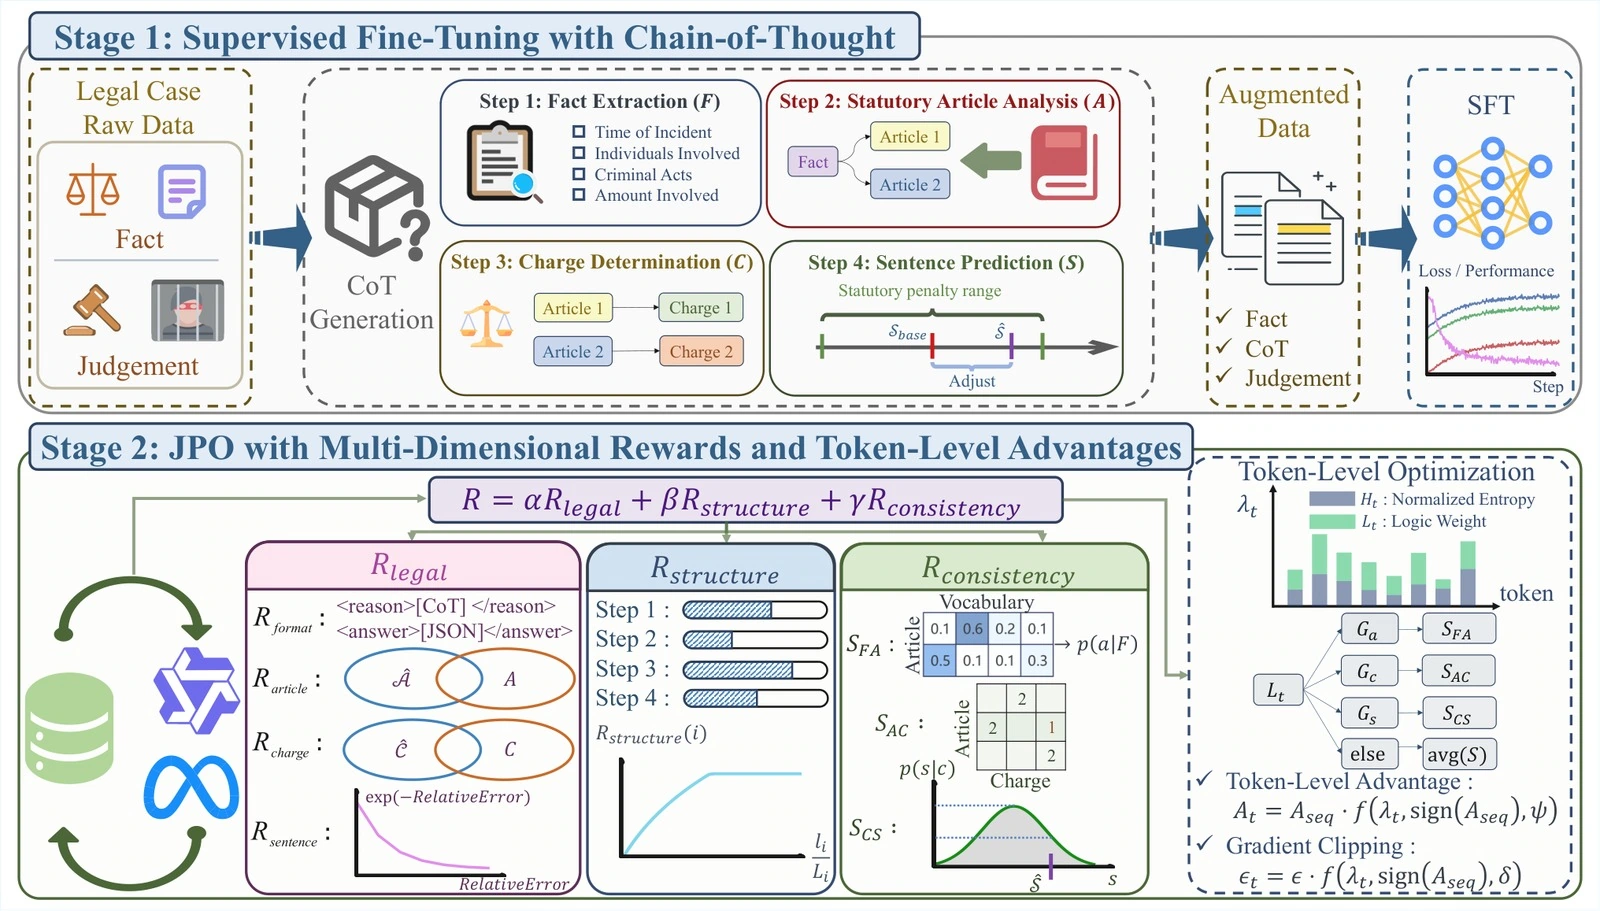 Stage 1: Supervised Fine-Tuning with Chain-of-Thought
Legal Case
Raw Data
Fact
Judgement
CoT
Generation
Step 1: Fact Extraction (F)
Time of Incident
Individuals Involved
Criminal Acts
Amount Involved
Step 2: Statutory Article Analysis (A)
Fact
Article 1
Article 2
Step 3: Charge Determination (C)
Article 1
Charge 1
Article 2
Charge 2
Step 4: Sentence Prediction (S)
Statutory penalty range
𝒮_base
𝒮̂
Adjust
Augmented
Data
✓ Fact
✓ CoT
✓ Judgement
SFT
Loss / Performance
Step
Stage 2: JPO with Multi-Dimensional Rewards and Token-Level Advantages
R = αR_legal + βR_structure + γR_consistency
R_legal
R_format :
<reason>[CoT] </reason>
<answer>[JSON]</answer>
R_article :
𝒜̂
A
R_charge :
𝒞̂
C
R_sentence :
exp(−RelativeError)
RelativeError
R_structure
Step 1 :
Step 2 :
Step 3 :
Step 4 :
R_structure(i)
l_i
L_i
R_consistency
Vocabulary
S_FA :
Article
0.1 0.6 0.2 0.1
0.5 0.1 0.1 0.3
p(a|F)
S_AC :
Article
2
2 1
2
Charge
p(s|c)
S_CS :
𝒮̂
s
Token-Level Optimization
λ_t
H_t : Normalized Entropy
L_t : Logic Weight
token
L_t
G_a
S_FA
G_c
S_AC
G_s
S_CS
else
avg(S)
✓ Token-Level Advantage :
A_t = A_seq · f(λ_t, sign(A_seq), ψ)
✓ Gradient Clipping :
ϵ_t = ϵ · f(λ_t, sign(A_seq), δ)